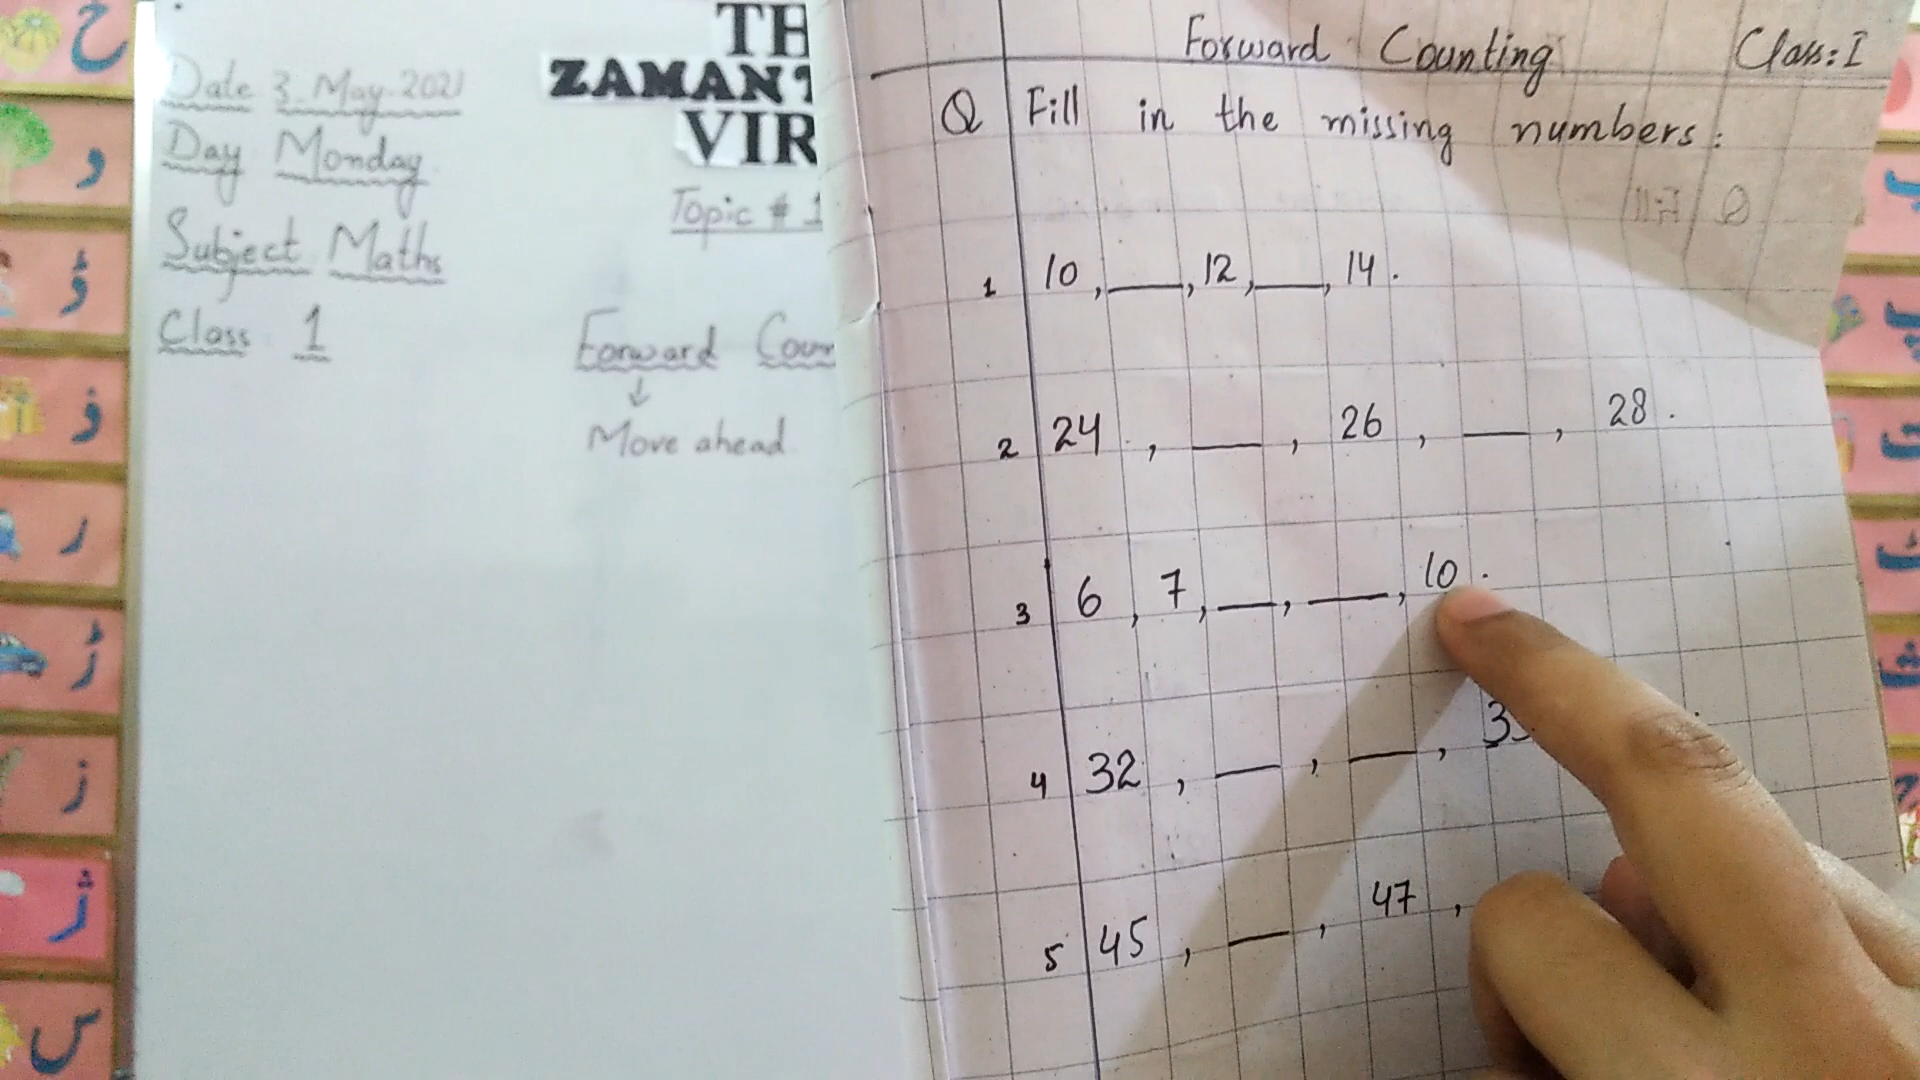 Date 3 May 2021
Day Monday
Subject Maths
Class 1
TH
ZAMAN
VIR
Topic # 1
Forward Cou
↓
Move ahead
Forward Counting Class: I
Q Fill in the missing numbers:
1 10, __, 12, __, 14.
2 24, __, 26, __, 28.
3 6, 7, __, __, 10.
4 32, __, __, 3
5 45, __, 47,
خ
د
ڈ
ذ
ر
ڑ
ز
ژ
س